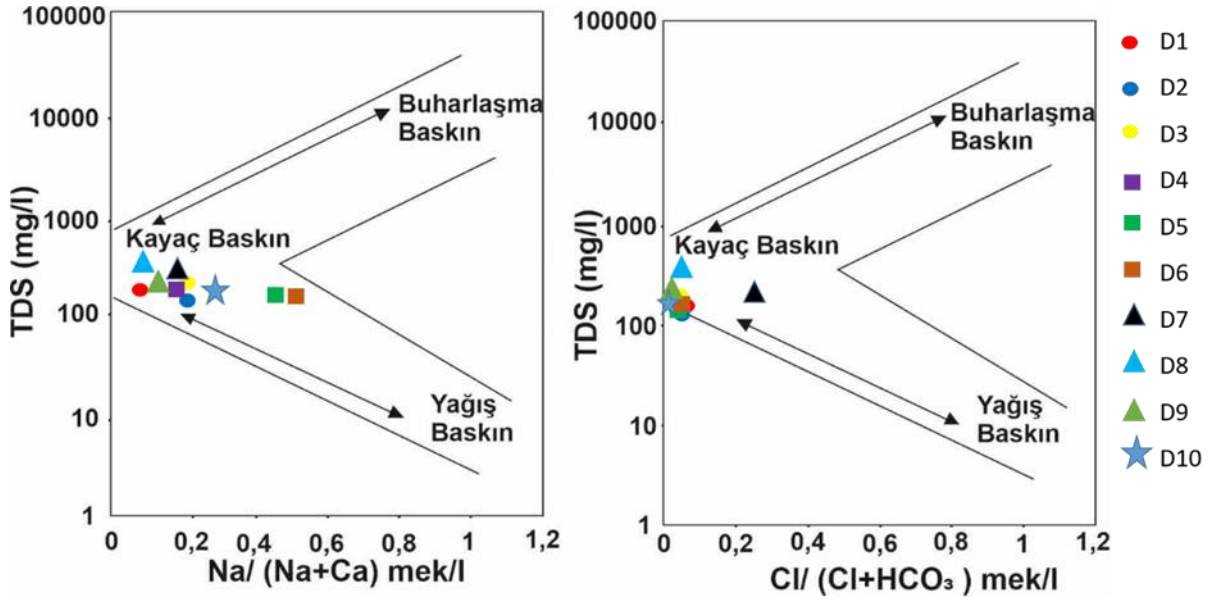 100000
10000
1000
100
10
1
TDS (mg/l)
Buharlaşma
Baskın
Kayaç Baskın
Yağış
Baskın
0 0,2 0,4 0,6 0,8 1 1,2
Na/ (Na+Ca) mek/l
100000
10000
1000
100
10
1
TDS (mg/l)
Buharlaşma
Baskın
Kayaç Baskın
Yağış
Baskın
0 0,2 0,4 0,6 0,8 1 1,2
Cl/ (Cl+HCO₃ ) mek/l
D1
D2
D3
D4
D5
D6
D7
D8
D9
D10